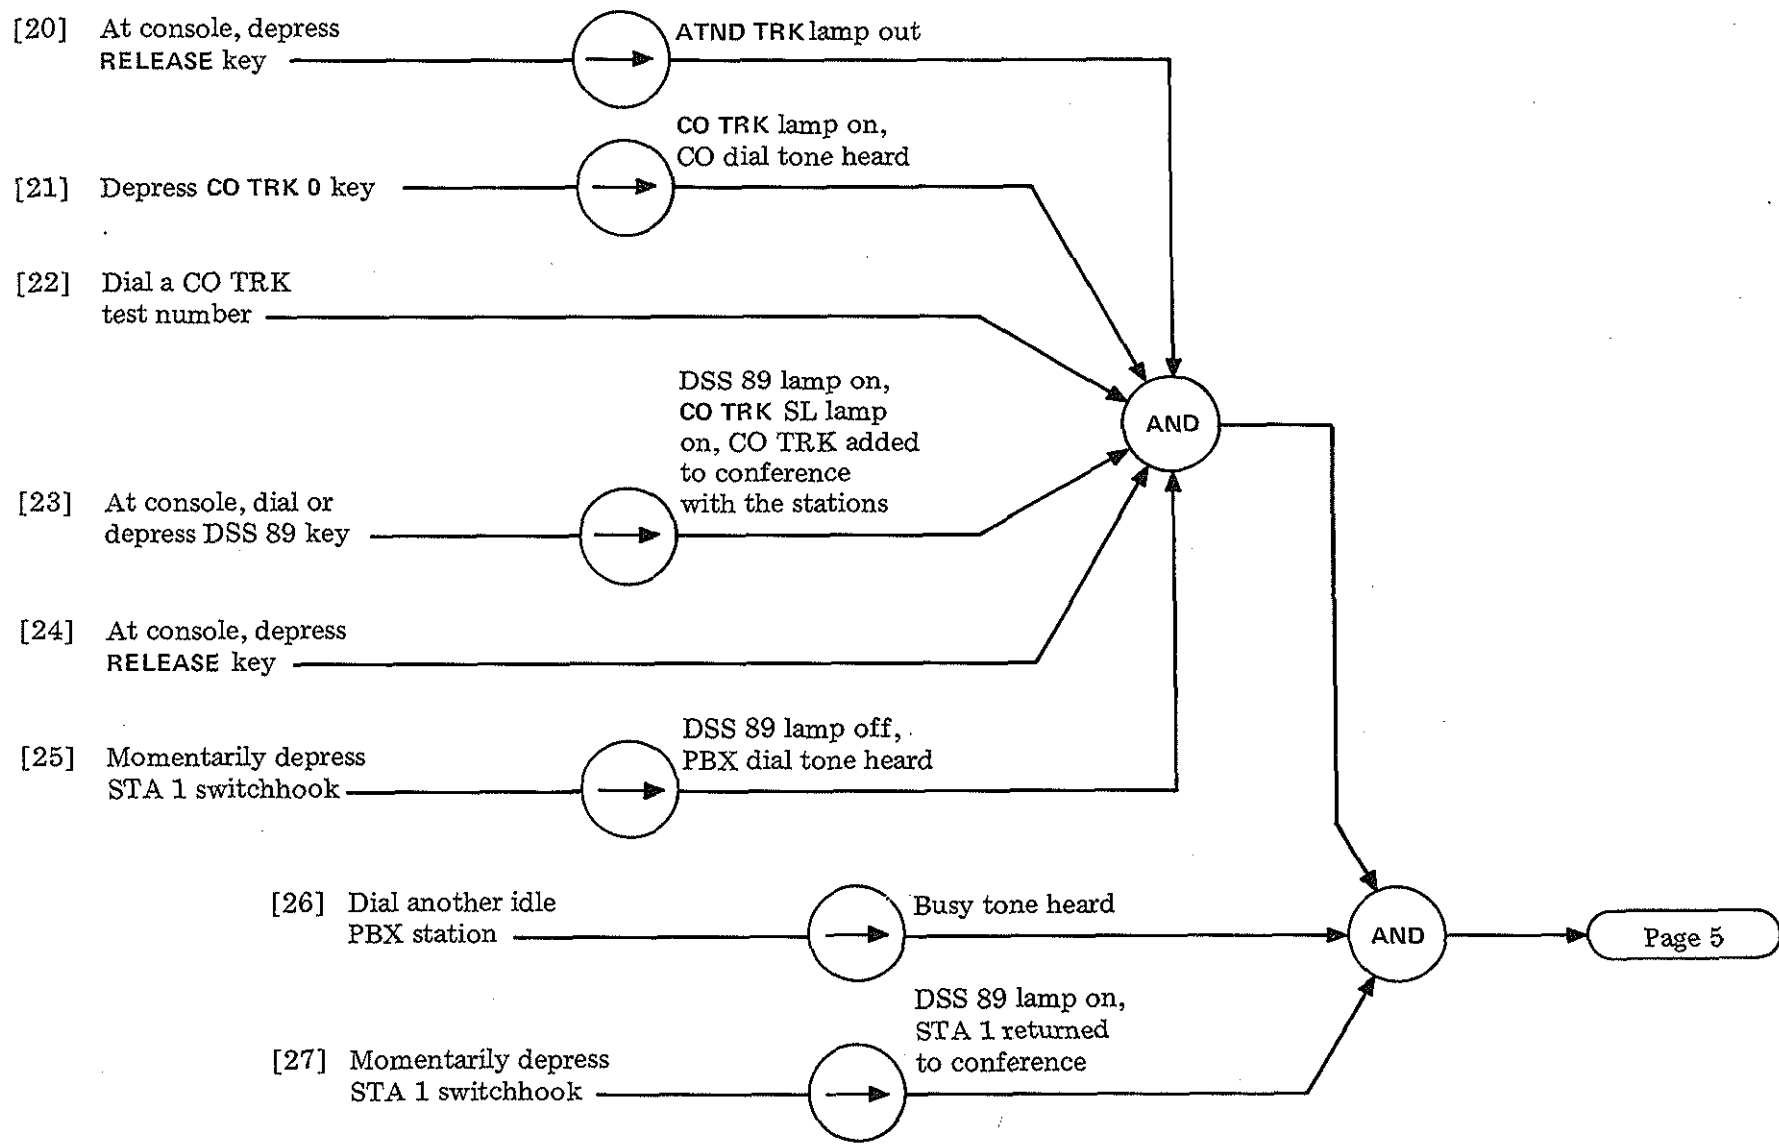 [20] At console, depress
RELEASE key
ATND TRK lamp out
CO TRK lamp on,
CO dial tone heard
[21] Depress CO TRK 0 key
[22] Dial a CO TRK
test number
DSS 89 lamp on,
CO TRK SL lamp
on, CO TRK added
to conference
with the stations
AND
[23] At console, dial or
depress DSS 89 key
[24] At console, depress
RELEASE key
DSS 89 lamp off,
PBX dial tone heard
[25] Momentarily depress
STA 1 switchhook
[26] Dial another idle
PBX station
Busy tone heard
AND
Page 5
DSS 89 lamp on,
STA 1 returned
to conference
[27] Momentarily depress
STA 1 switchhook